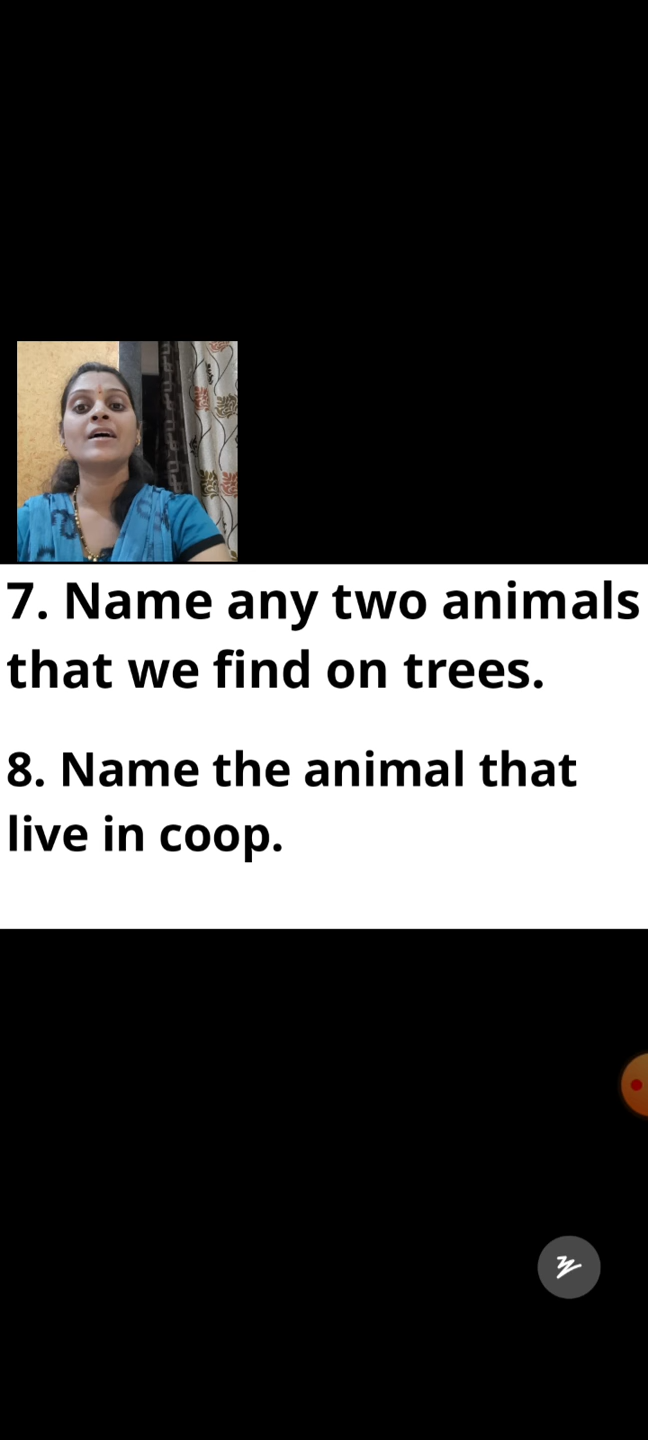 7. Name any two animals
that we find on trees.
8. Name the animal that
live in coop.